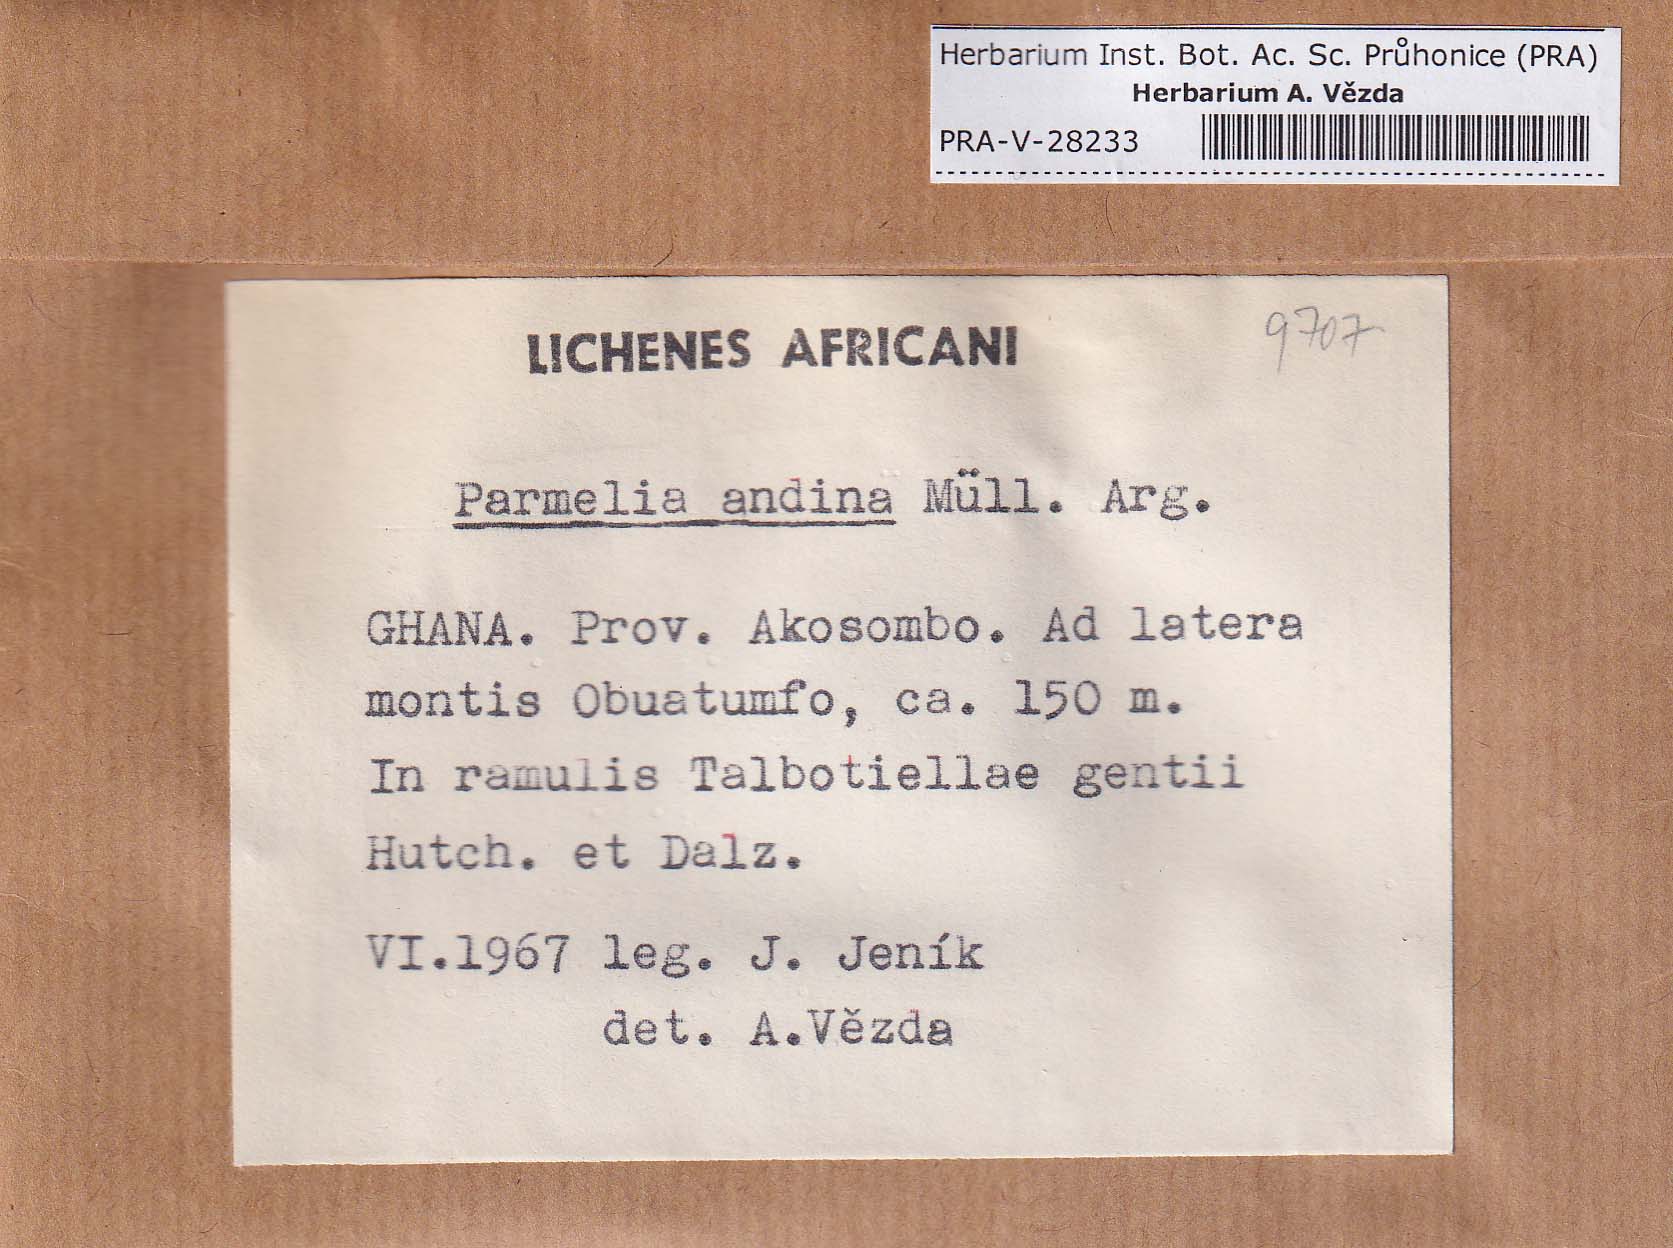 Herbarium Inst. Bot. Ac. Sc. Průhonice (PRA)
Herbarium A. Vězda
PRA-V-28233
LICHENES AFRICANI
9707
Parmelia andina Müll. Arg.
GHANA. Prov. Akosombo. Ad latera
montis Obuatumfo, ca. 150 m.
In ramulis Talbotiellae gentii
Hutch. et Dalz.
VI.1967 leg. J. Jeník
det. A.Vězda